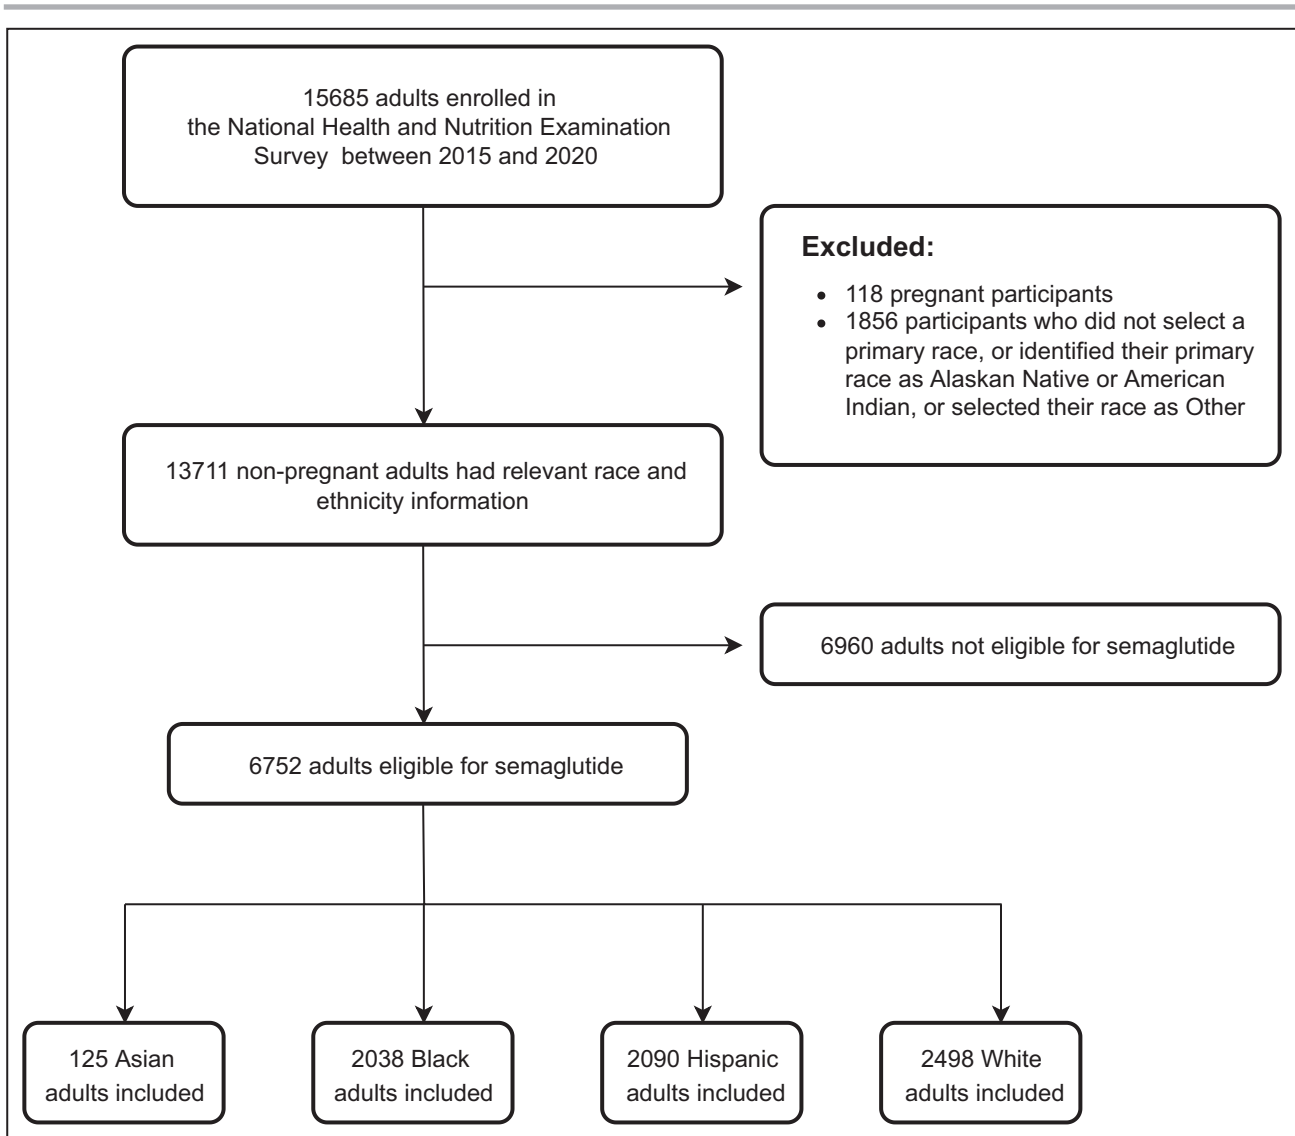 15685 adults enrolled in
the National Health and Nutrition Examination
Survey between 2015 and 2020
Excluded:
• 118 pregnant participants
• 1856 participants who did not select a
primary race, or identified their primary
race as Alaskan Native or American
Indian, or selected their race as Other
13711 non-pregnant adults had relevant race and
ethnicity information
6960 adults not eligible for semaglutide
6752 adults eligible for semaglutide
125 Asian
adults included
2038 Black
adults included
2090 Hispanic
adults included
2498 White
adults included